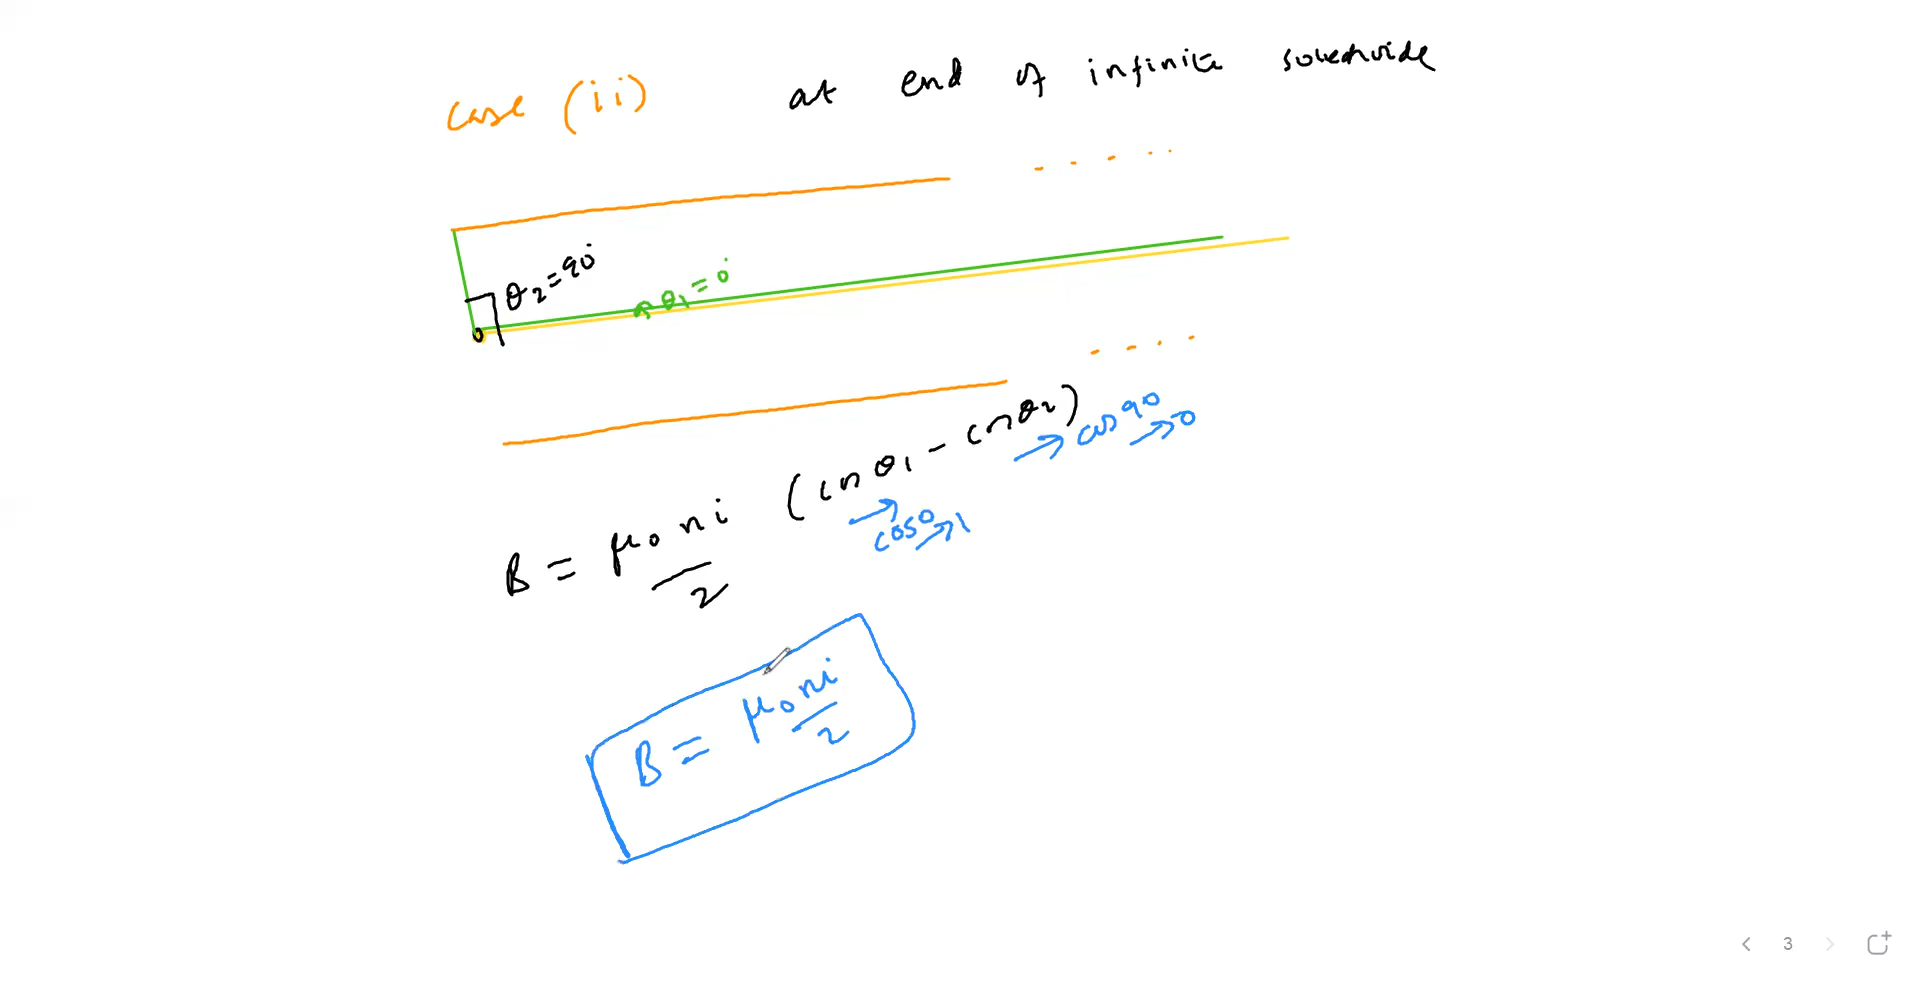 case (ii) at end of infinite solenoide
θ₂=90°
θ₁=0°
B = μ₀ni/2 (cosθ₁ - cosθ₂)
→ cos90 → 0
→ cos0 → 1
B = μ₀ni/2
3